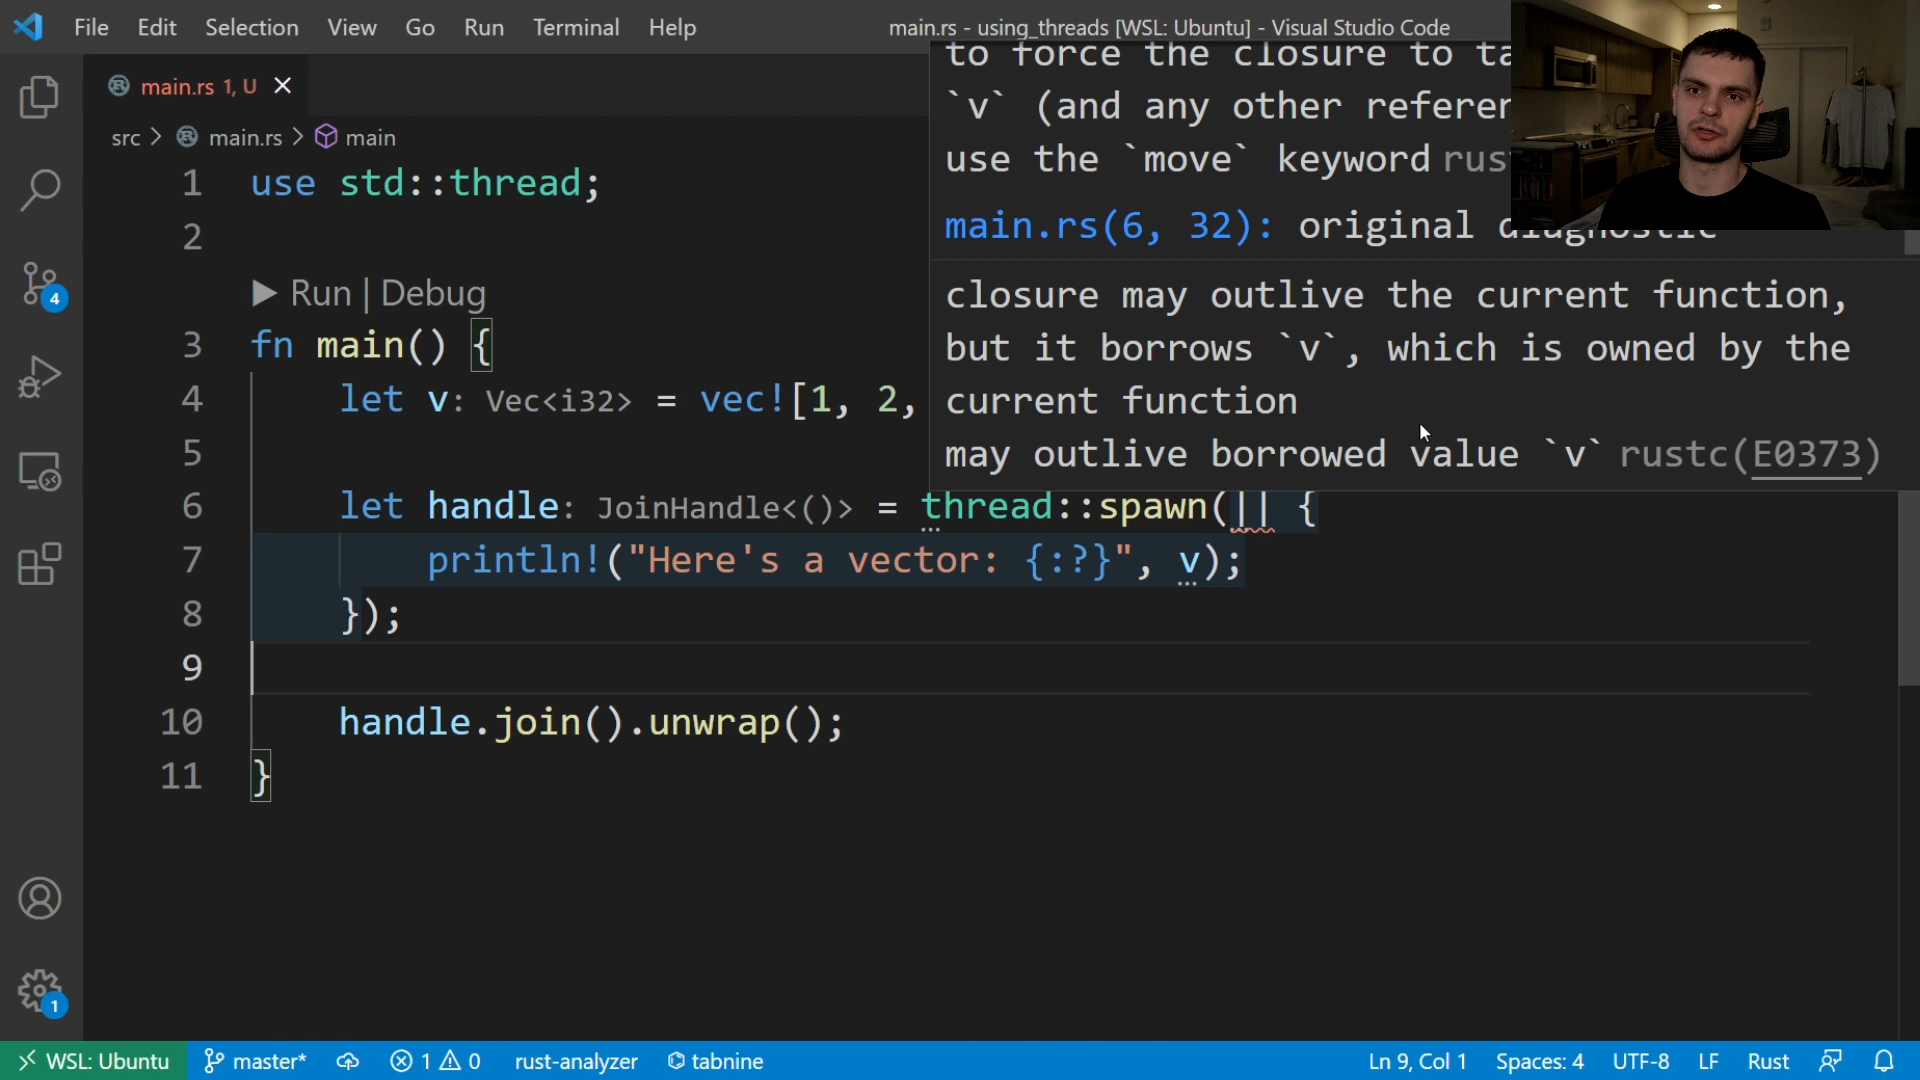 File Edit Selection View Go Run Terminal Help main.rs - using_threads [WSL: Ubuntu] - Visual Studio Code
main.rs 1, U
src > main.rs > main
to force the closure to
`v` (and any other
use the `move` keyword
main.rs(6, 32): original diagnostic
closure may outlive the current function,
but it borrows `v`, which is owned by the
current function
may outlive borrowed value `v` rustc(E0373)
1 use std::thread;
2
Run | Debug
3 fn main() {
4 let v: Vec<i32> = vec![1, 2,
5
6 let handle: JoinHandle<()> = thread::spawn(|| {
7 println!("Here's a vector: {:?}", v);
8 });
9
10 handle.join().unwrap();
11 }
4
1
WSL: Ubuntu master* 1 0 rust-analyzer tabnine Ln 9, Col 1 Spaces: 4 UTF-8 LF Rust